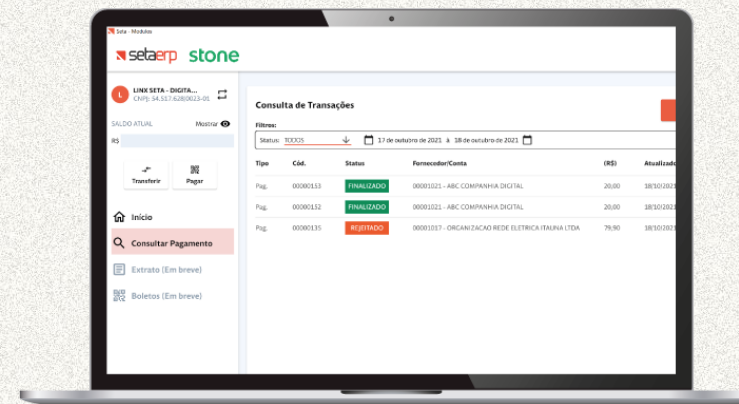 Seta - Modulos
setaerp stone
L LINX SETA - DIGITA...
CNPJ: 54.517.628/0023-05
SALDO ATUAL Mostrar
R$
Transferir Pagar
Início
Consultar Pagamento
Extrato (Em breve)
Boletos (Em breve)
Consulta de Transações
Filtros:
Status: TODOS 17 de outubro de 2021 à 18 de outubro de 2021
Tipo Cód. Status Fornecedor/Conta (R$) Atualizado
Pag. 00000153 FINALIZADO 00001021 - ABC COMPANHIA DIGITAL 20,00 18/10/2021
Pag. 00000152 FINALIZADO 00001021 - ABC COMPANHIA DIGITAL 20,00 18/10/2021
Pag. 00000135 REJEITADO 00001017 - ORGANIZACAO REDE ELETRICA ITAUNA LTDA 79,90 18/10/2021